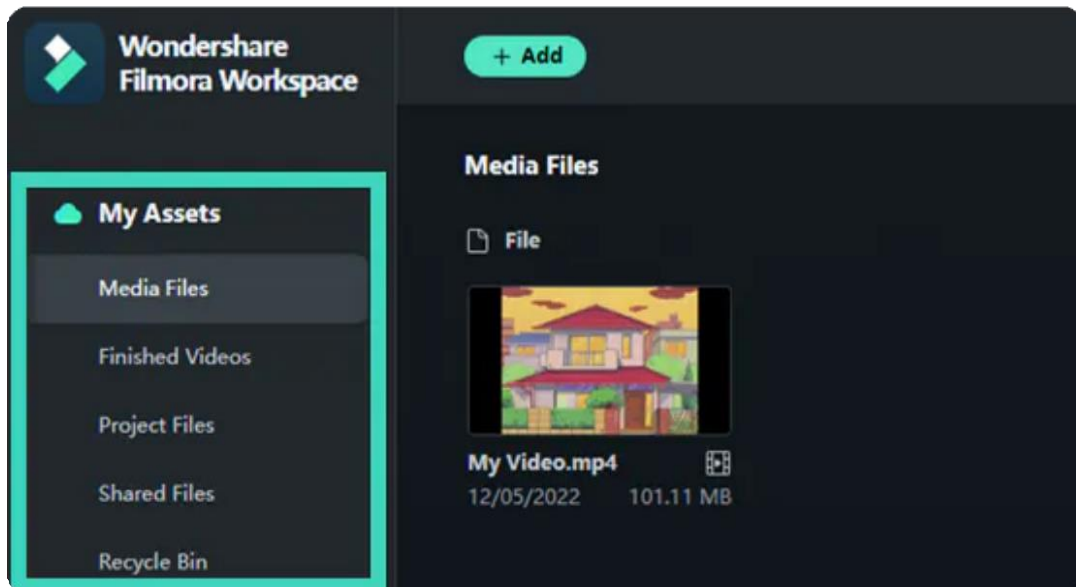 Wondershare
Filmora Workspace
+ Add
My Assets
Media Files
Finished Videos
Project Files
Shared Files
Recycle Bin
Media Files
File
My Video.mp4
12/05/2022 101.11 MB